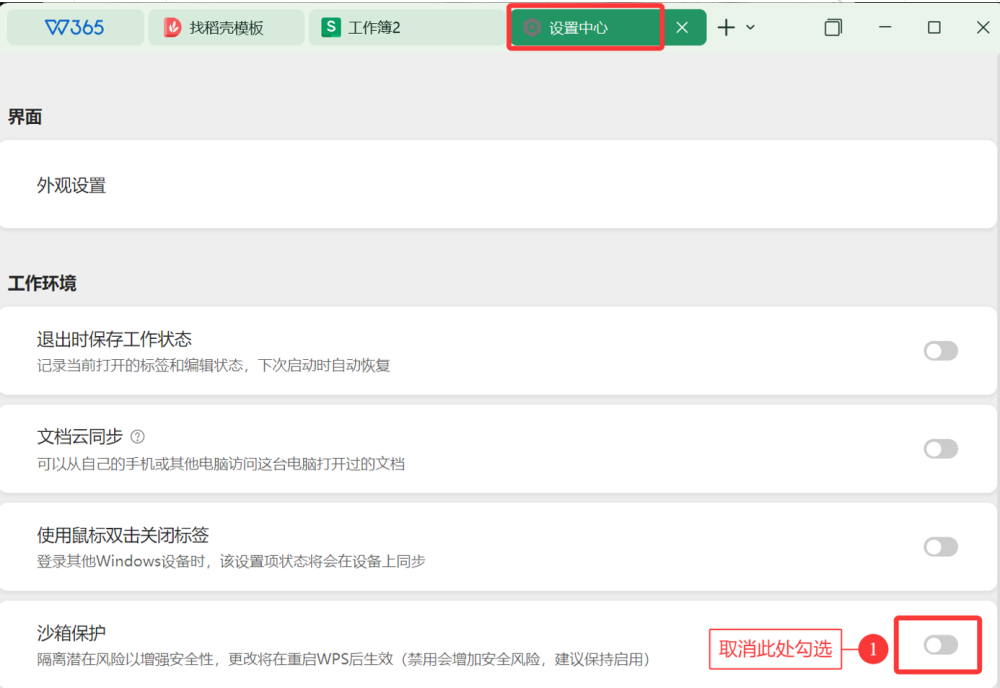 W365
找稻壳模板
S 工作簿2
设置中心
界面
外观设置
工作环境
退出时保存工作状态
记录当前打开的标签和编辑状态，下次启动时自动恢复
文档云同步
可以从自己的手机或其他电脑访问这台电脑打开过的文档
使用鼠标双击关闭标签
登录其他Windows设备时，该设置项状态将会在设备上同步
沙箱保护
隔离潜在风险以增强安全性，更改将在重启WPS后生效（禁用会增加安全风险，建议保持启用）
取消此处勾选 1